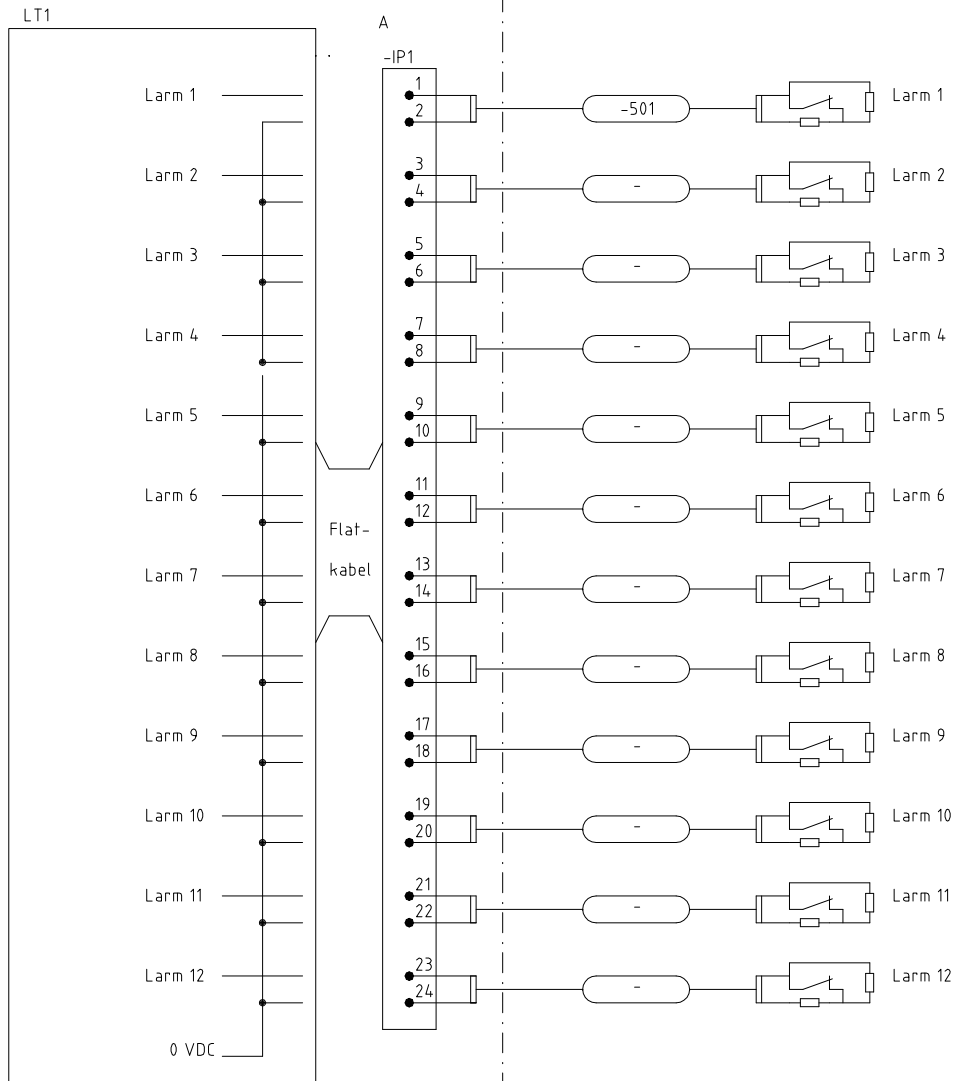 LT1
A
-IP1
Larm 1
1
2
-501
Larm 1
Larm 2
3
4
-
Larm 2
Larm 3
5
6
-
Larm 3
Larm 4
7
8
-
Larm 4
Larm 5
9
10
-
Larm 5
Larm 6
11
12
-
Larm 6
Flat-
kabel
Larm 7
13
14
-
Larm 7
Larm 8
15
16
-
Larm 8
Larm 9
17
18
-
Larm 9
Larm 10
19
20
-
Larm 10
Larm 11
21
22
-
Larm 11
Larm 12
23
24
-
Larm 12
0 VDC